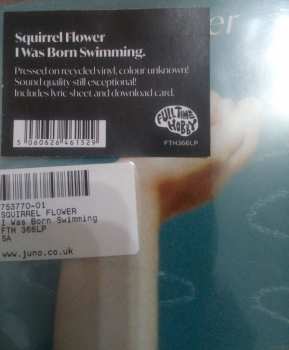 er
Squirrel Flower
I Was Born Swimming.
Pressed on recycled vinyl, colour unknown!
Sound quality still exceptional!
Includes lyric sheet and download card.
FULL TIME HOBBY
5 060626 461529
FTH366LP
753770-01
SQUIRREL FLOWER
I Was Born Swimming
FTH 366LP
5A
www.juno.co.uk